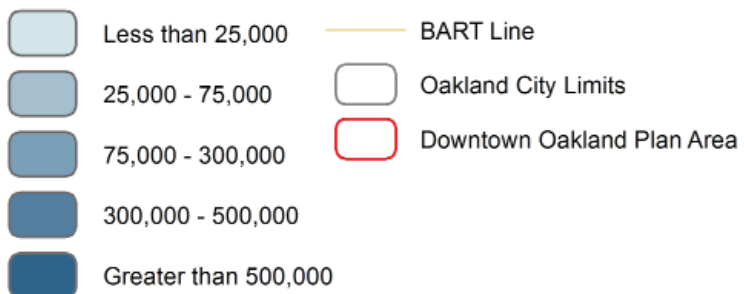 Less than 25,000
25,000 - 75,000
75,000 - 300,000
300,000 - 500,000
Greater than 500,000
BART Line
Oakland City Limits
Downtown Oakland Plan Area